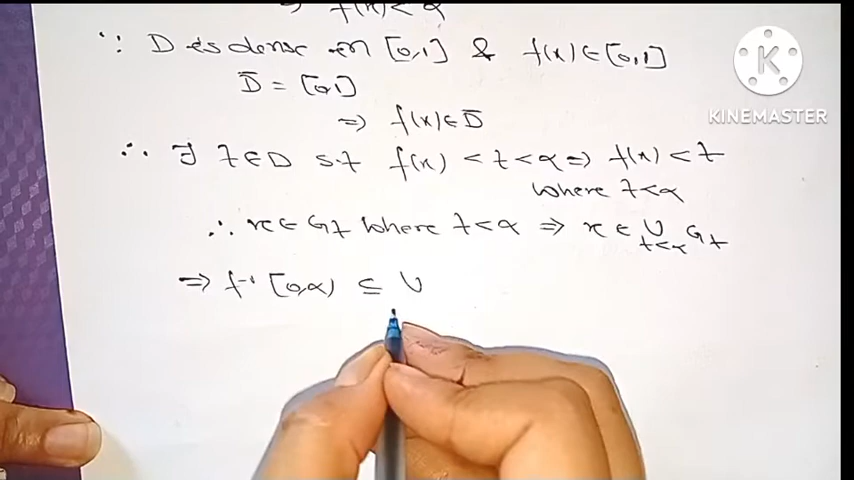 ⇒ f(x) < α
∵ D is dense in [0,1] & f(x) ∈ [0,1]
D̄ = [0,1]
⇒ f(x) ∈ D̄
∴ ∃ t ∈ D s.t f(x) < t < α ⇒ f(x) < t
where t < α
∴ x ∈ Gt where t < α ⇒ x ∈ ∪ Gt
t<α
⇒ f⁻¹ [0,α) ⊆ ∪
K
KINEMASTER